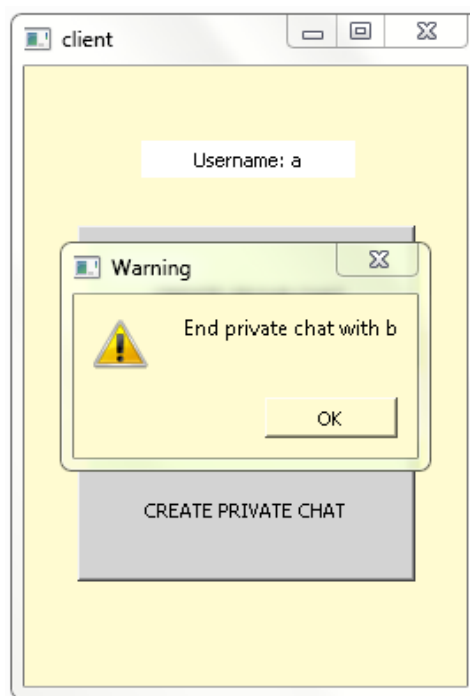 client
Username: a
Warning
End private chat with b
OK
CREATE PRIVATE CHAT